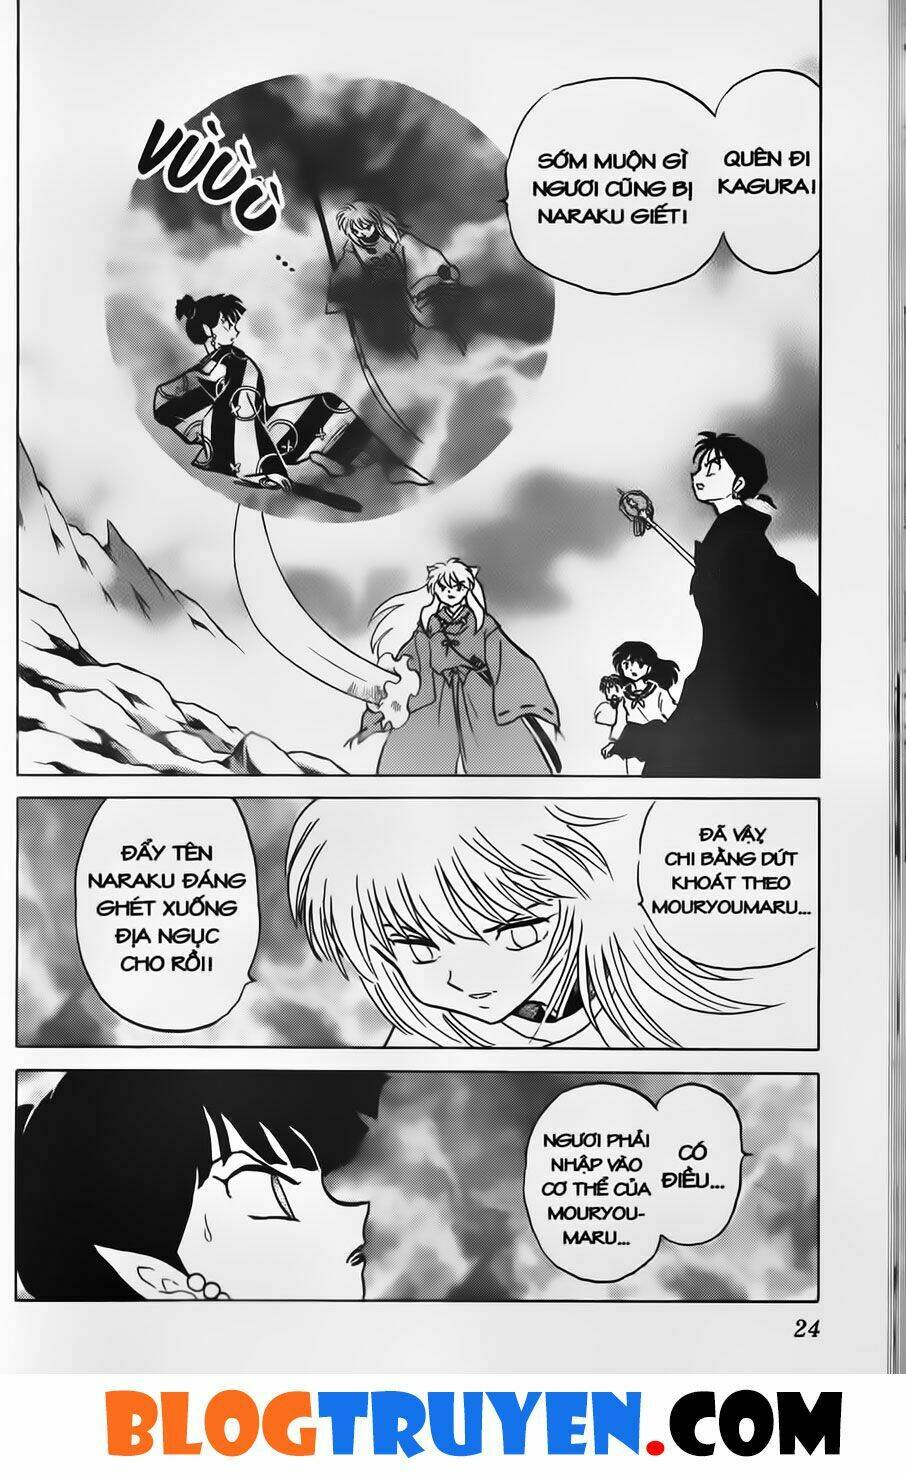 QUÊN ĐI
KAGURA!
SỚM MUỘN GÌ
NGƯƠI CŨNG BỊ
NARAKU GIẾT!
VÙÙÙ
...
ĐÃ VẬY,
CHI BẰNG DỨT
KHOÁT THEO
MOURYOUMARU...
ĐẨY TÊN
NARAKU ĐÁNG
GHÉT XUỐNG
ĐỊA NGỤC
CHO RỒI!
CÓ
ĐIỀU...
NGƯƠI PHẢI
NHẬP VÀO
CƠ THỂ CỦA
MOURYOU-
MARU...
24
BLOGTRUYEN.COM